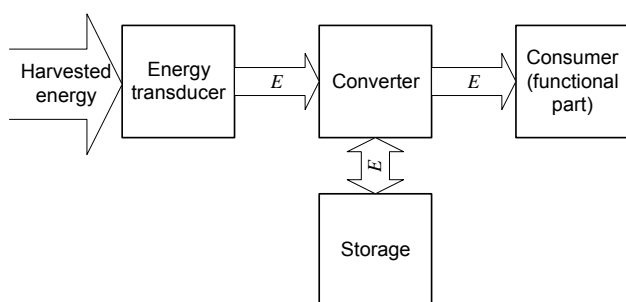 Harvested
energy
Energy
transducer
E
Converter
E
Consumer
(functional
part)
E
Storage